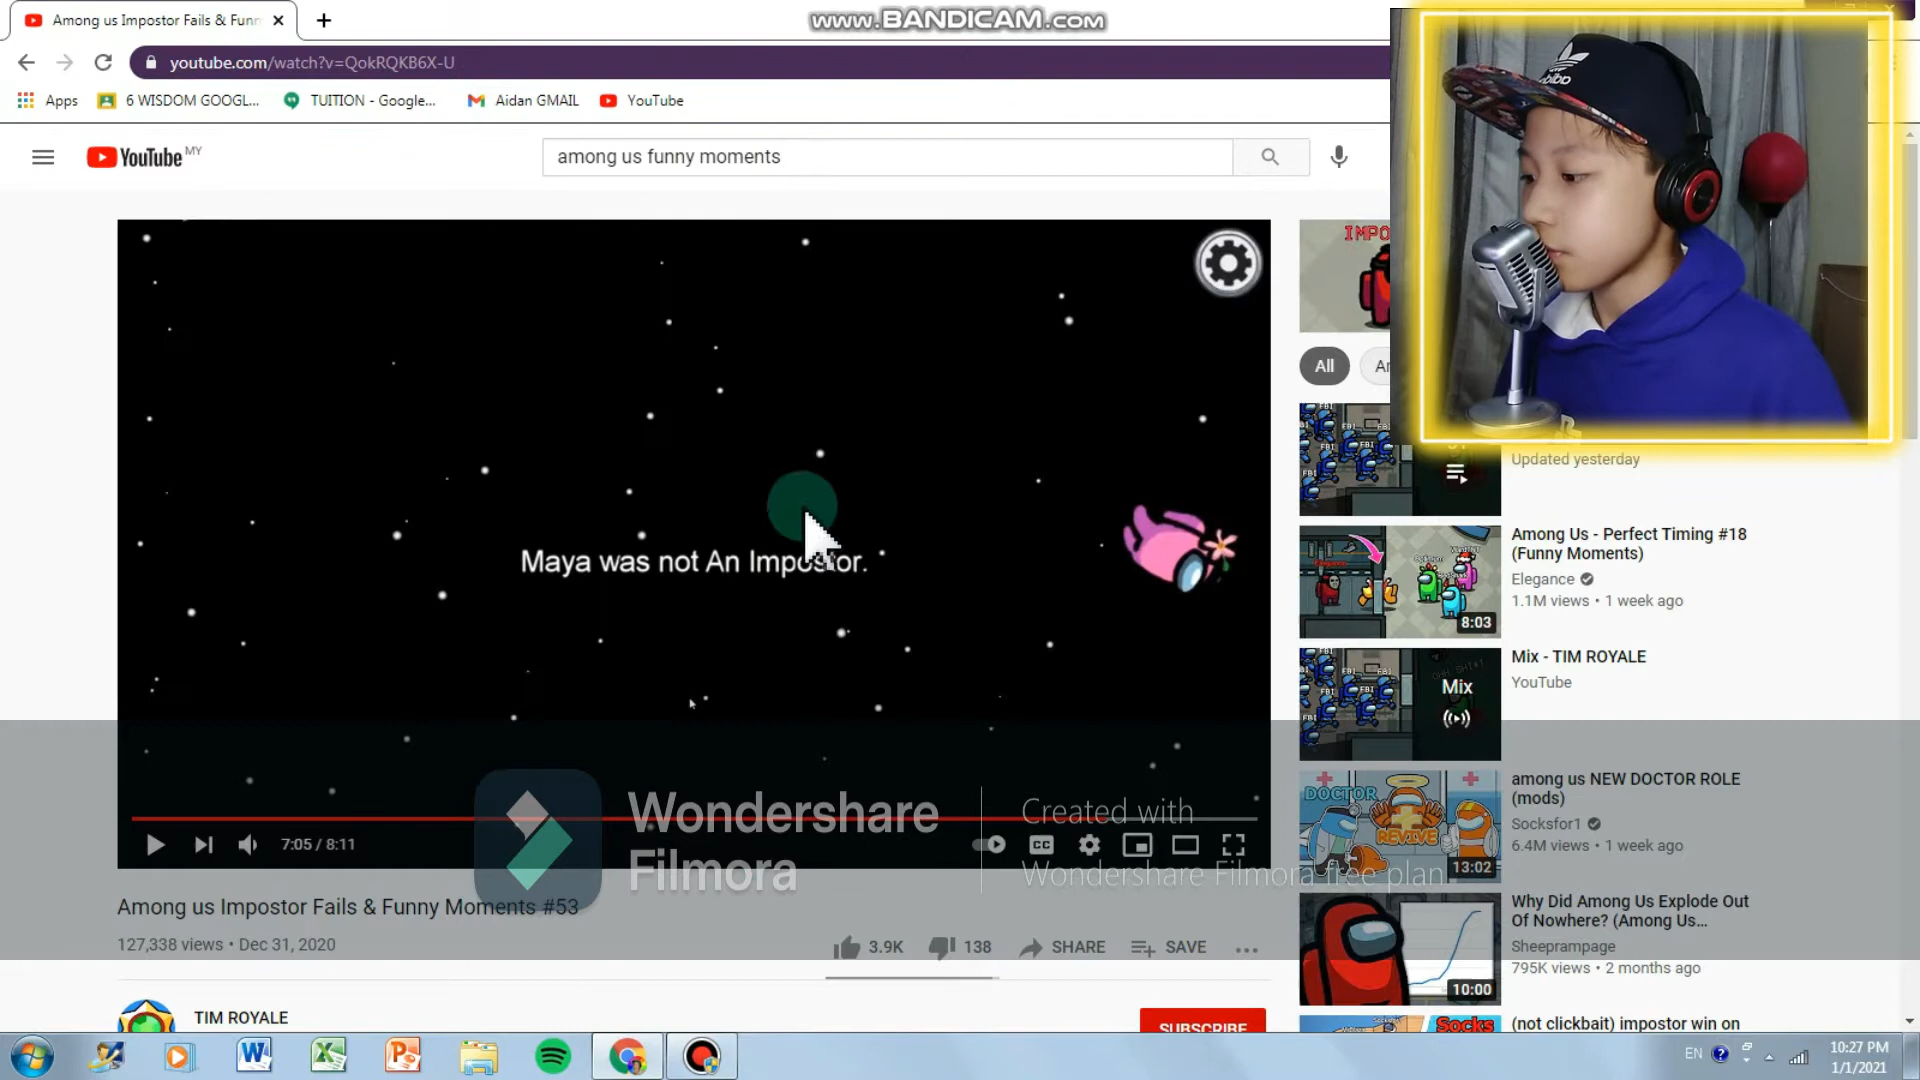 Among us Impostor Fails & Funn
www.BANDICAM.com
youtube.com/watch?v=QokRQKB6X-U
Apps
6 WISDOM GOOGL...
TUITION - Google...
Aidan GMAIL
YouTube
YouTube MY
among us funny moments
adidas
IMPO
All
Maya was not An Impostor.
FBI
Updated yesterday
Among Us - Perfect Timing #18
(Funny Moments)
Elegance
1.1M views • 1 week ago
8:03
Mix - TIM ROYALE
YouTube
Mix
among us NEW DOCTOR ROLE
(mods)
Socksfor1
6.4M views • 1 week ago
DOCTOR
REVIVE
13:02
Wondershare
Filmora
Created with
Wondershare Filmora free plan
7:05 / 8:11
CC
Among us Impostor Fails & Funny Moments #53
127,338 views • Dec 31, 2020
3.9K
138
SHARE
SAVE
Why Did Among Us Explode Out
Of Nowhere? (Among Us...
Sheeprampage
795K views • 2 months ago
10:00
TIM ROYALE
SUBSCRIBE
Socks
(not clickbait) impostor win on
EN
10:27 PM
1/1/2021